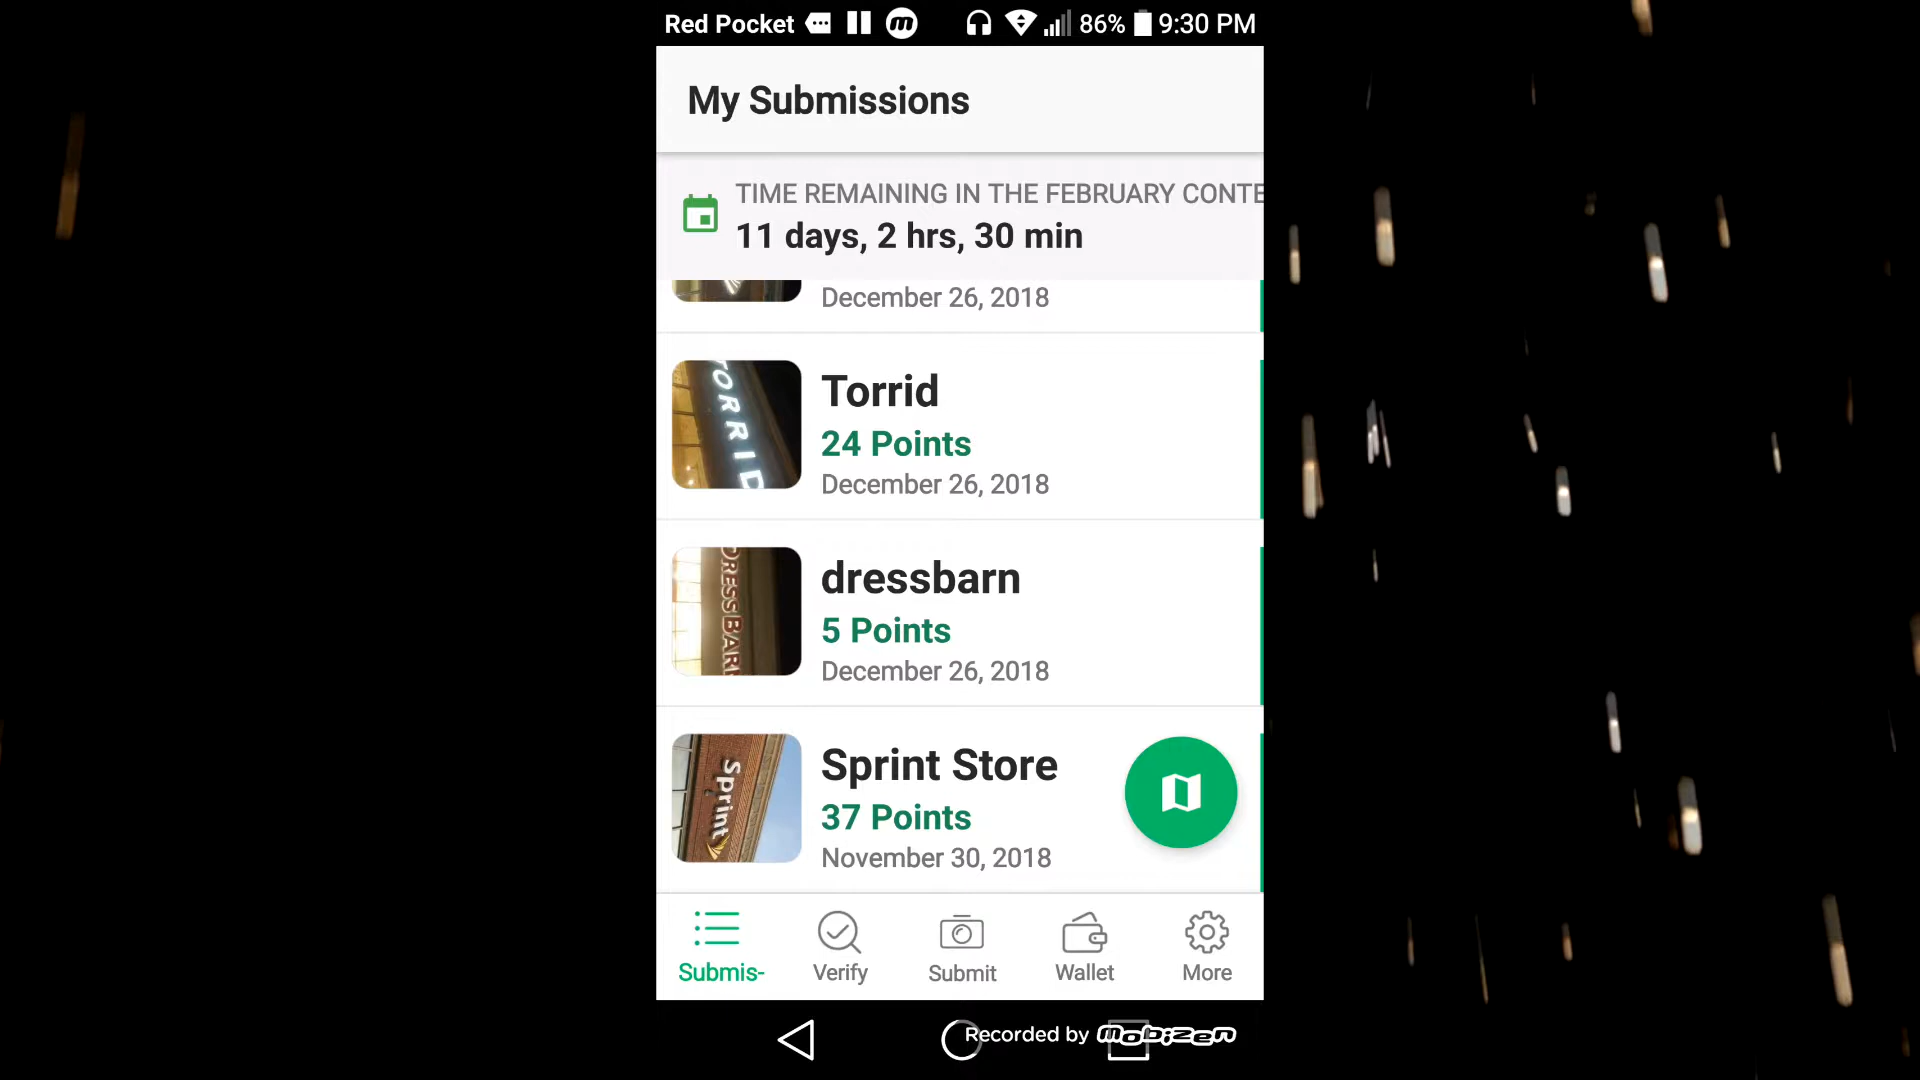 Red Pocket 86% 9:30 PM
My Submissions
TIME REMAINING IN THE FEBRUARY CONTE
11 days, 2 hrs, 30 min
December 26, 2018
TORRID
Torrid
24 Points
December 26, 2018
DRESSBARN
dressbarn
5 Points
December 26, 2018
Sprint
Sprint Store
37 Points
November 30, 2018
Submis-
Verify
Submit
Wallet
More
Recorded by mobizen